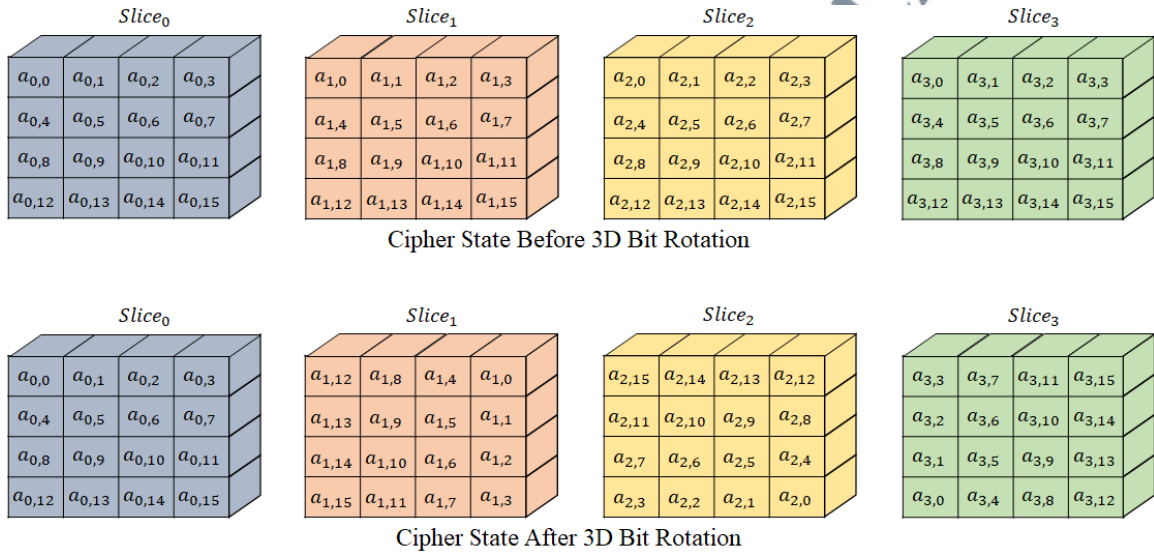 Slice₀ Slice₁ Slice₂ Slice₃
a₀,₀ a₀,₁ a₀,₂ a₀,₃ a₁,₀ a₁,₁ a₁,₂ a₁,₃ a₂,₀ a₂,₁ a₂,₂ a₂,₃ a₃,₀ a₃,₁ a₃,₂ a₃,₃
a₀,₄ a₀,₅ a₀,₆ a₀,₇ a₁,₄ a₁,₅ a₁,₆ a₁,₇ a₂,₄ a₂,₅ a₂,₆ a₂,₇ a₃,₄ a₃,₅ a₃,₆ a₃,₇
a₀,₈ a₀,₉ a₀,₁₀ a₀,₁₁ a₁,₈ a₁,₉ a₁,₁₀ a₁,₁₁ a₂,₈ a₂,₉ a₂,₁₀ a₂,₁₁ a₃,₈ a₃,₉ a₃,₁₀ a₃,₁₁
a₀,₁₂ a₀,₁₃ a₀,₁₄ a₀,₁₅ a₁,₁₂ a₁,₁₃ a₁,₁₄ a₁,₁₅ a₂,₁₂ a₂,₁₃ a₂,₁₄ a₂,₁₅ a₃,₁₂ a₃,₁₃ a₃,₁₄ a₃,₁₅
Cipher State Before 3D Bit Rotation
Slice₀ Slice₁ Slice₂ Slice₃
a₀,₀ a₀,₁ a₀,₂ a₀,₃ a₁,₁₂ a₁,₈ a₁,₄ a₁,₀ a₂,₁₅ a₂,₁₄ a₂,₁₃ a₂,₁₂ a₃,₃ a₃,₇ a₃,₁₁ a₃,₁₅
a₀,₄ a₀,₅ a₀,₆ a₀,₇ a₁,₁₃ a₁,₉ a₁,₅ a₁,₁ a₂,₁₁ a₂,₁₀ a₂,₉ a₂,₈ a₃,₂ a₃,₆ a₃,₁₀ a₃,₁₄
a₀,₈ a₀,₉ a₀,₁₀ a₀,₁₁ a₁,₁₄ a₁,₁₀ a₁,₆ a₁,₂ a₂,₇ a₂,₆ a₂,₅ a₂,₄ a₃,₁ a₃,₅ a₃,₉ a₃,₁₃
a₀,₁₂ a₀,₁₃ a₀,₁₄ a₀,₁₅ a₁,₁₅ a₁,₁₁ a₁,₇ a₁,₃ a₂,₃ a₂,₂ a₂,₁ a₂,₀ a₃,₀ a₃,₄ a₃,₈ a₃,₁₂
Cipher State After 3D Bit Rotation